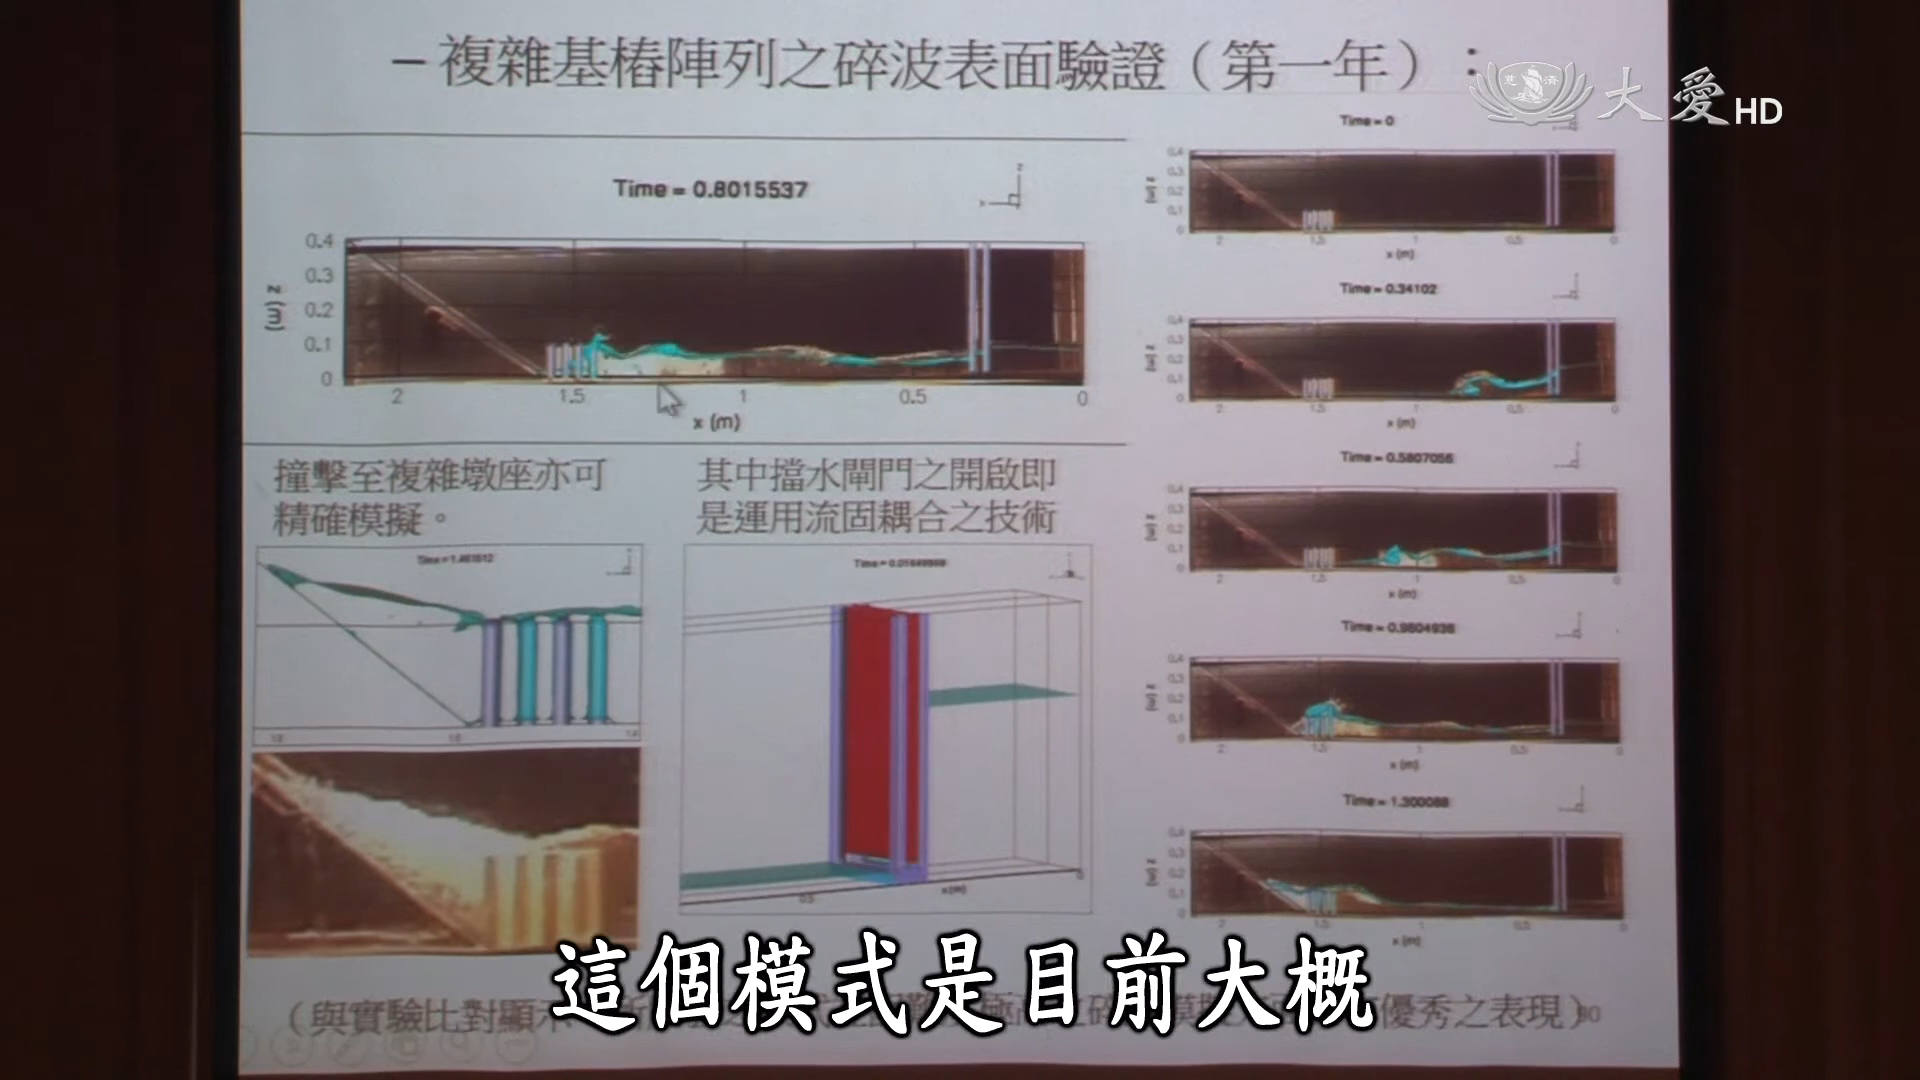 －複雜基樁陣列之碎波表面驗證（第一年）：
大愛HD
Time = 0.8015537
0.4
0.3
0.2
0.1
0
z (m)
2
1.5
1
0.5
0
x (m)
撞擊至複雜墩座亦可
精確模擬。
其中擋水閘門之開啟即
是運用流固耦合之技術
Time = 0
x (m)
Time = 0.34102
x (m)
Time = 0.5807056
x (m)
Time = 0.9604936
x (m)
Time = 1.300088
x (m)
這個模式是目前大概
（與實驗比對顯示
優秀之表現）